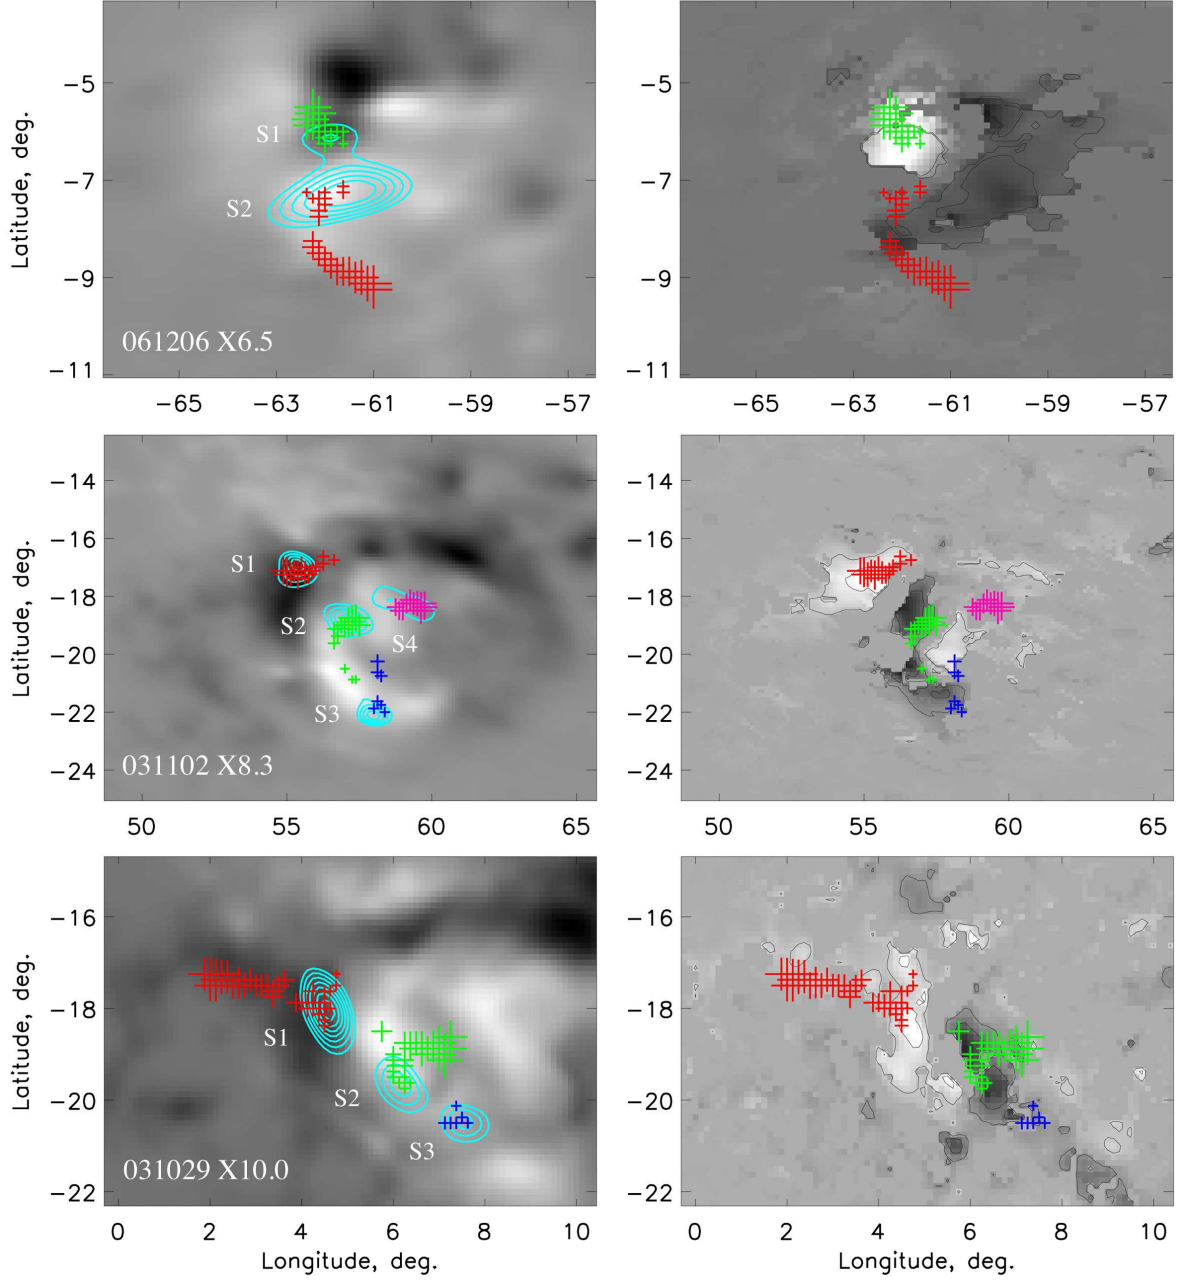 Latitude, deg.
−5
−7
−9
−11
S1
S2
061206 X6.5
−65 −63 −61 −59 −57
−5
−7
−9
−11
−65 −63 −61 −59 −57
Latitude, deg.
−14
−16
−18
−20
−22
−24
S1
S2
S4
S3
031102 X8.3
50 55 60 65
−14
−16
−18
−20
−22
−24
50 55 60 65
Latitude, deg.
−16
−18
−20
−22
S1
S2
S3
031029 X10.0
0 2 4 6 8 10
Longitude, deg.
−16
−18
−20
−22
0 2 4 6 8 10
Longitude, deg.